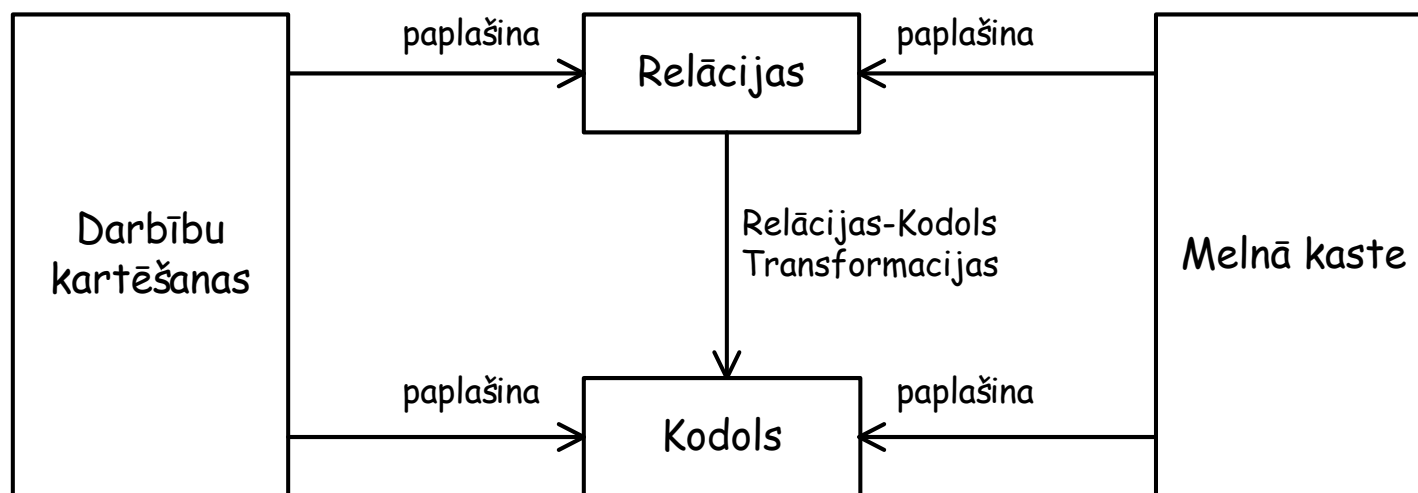 paplašina
paplašina
Relācijas
Darbību
kartēšanas
Relācijas-Kodols
Transformacijas
Melnā kaste
paplašina
paplašina
Kodols